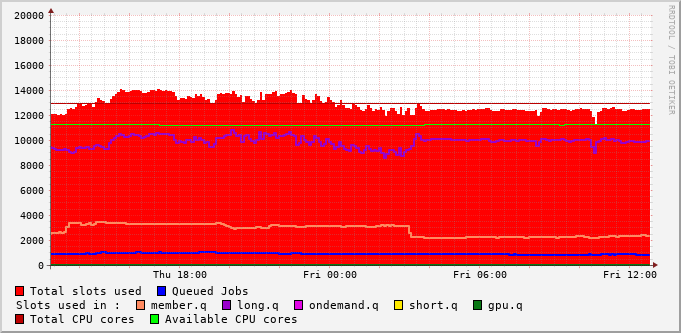 RRDTOOL / TOBI OETIKER
20000
18000
16000
14000
12000
10000
8000
6000
4000
2000
0
Thu 18:00 Fri 00:00 Fri 06:00 Fri 12:00
Total slots used Queued Jobs
Slots used in : member.q long.q ondemand.q short.q gpu.q
Total CPU cores Available CPU cores